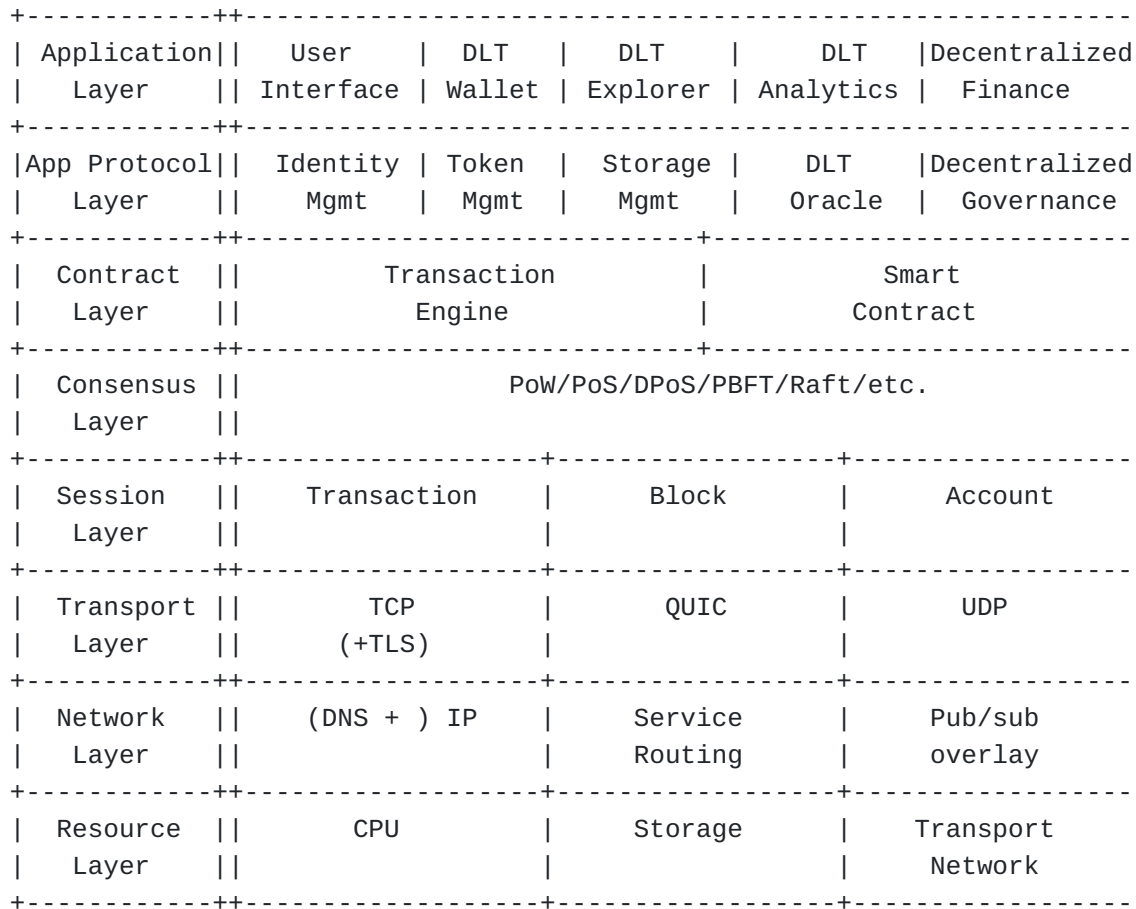 +------------++---------------------------------------------------------
| Application||   User    |  DLT   |   DLT    |     DLT   |Decentralized
|   Layer    || Interface | Wallet | Explorer | Analytics |  Finance
+------------++---------------------------------------------------------
|App Protocol||  Identity | Token  |  Storage |    DLT    |Decentralized
|   Layer    ||    Mgmt   |  Mgmt  |   Mgmt   |   Oracle  |  Governance
+------------++-----------------------------+---------------------------
|  Contract  ||         Transaction         |           Smart
|   Layer    ||           Engine            |         Contract
+------------++-----------------------------+---------------------------
|  Consensus ||                 PoW/PoS/DPoS/PBFT/Raft/etc.
|   Layer    ||
+------------++-------------------+------------------+------------------
|  Session   ||    Transaction    |      Block       |      Account
|   Layer    ||                   |                  |
+------------++-------------------+------------------+------------------
|  Transport ||        TCP        |       QUIC       |       UDP
|   Layer    ||      (+TLS)       |                  |
+------------++-------------------+------------------+------------------
|  Network   ||    (DNS + ) IP    |     Service      |     Pub/sub
|   Layer    ||                   |     Routing      |     overlay
+------------++-------------------+------------------+------------------
|  Resource  ||       CPU         |     Storage      |    Transport
|   Layer    ||                   |                  |     Network
+------------++-------------------+------------------+------------------